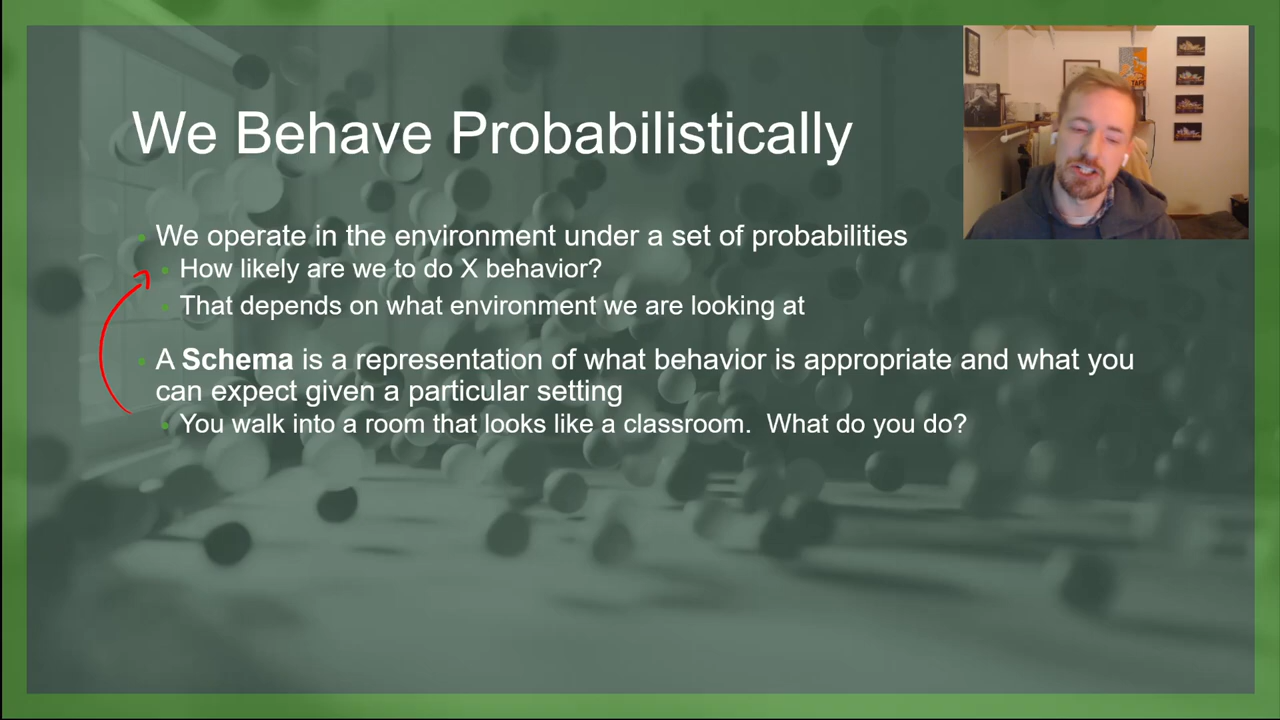 We Behave Probabilistically
We operate in the environment under a set of probabilities
How likely are we to do X behavior?
That depends on what environment we are looking at
A Schema is a representation of what behavior is appropriate and what you
can expect given a particular setting
You walk into a room that looks like a classroom.  What do you do?
TAPE